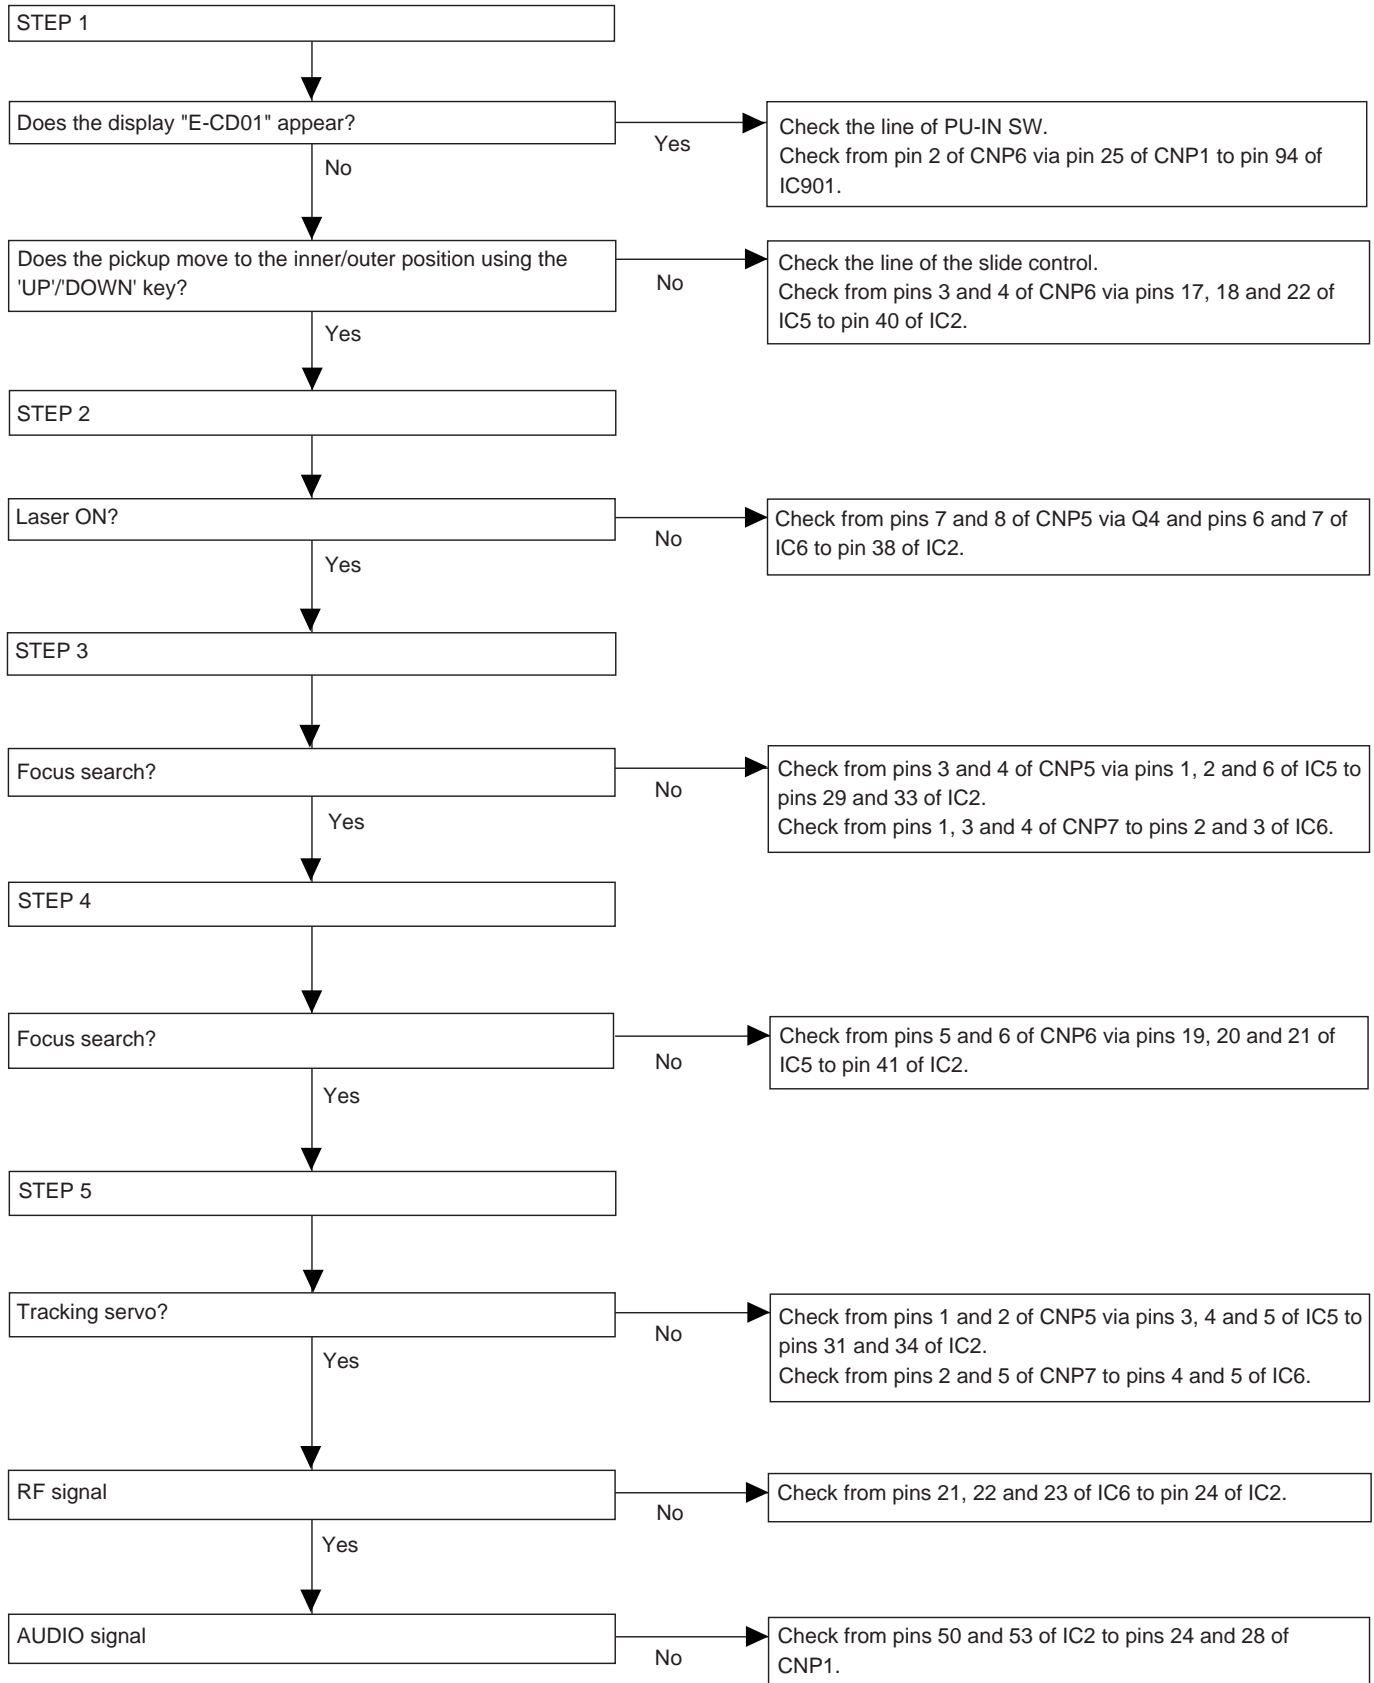 STEP 1
Does the display "E-CD01" appear?
Yes
Check the line of PU-IN SW.
Check from pin 2 of CNP6 via pin 25 of CNP1 to pin 94 of
IC901.
No
Does the pickup move to the inner/outer position using the
'UP'/'DOWN' key?
No
Check the line of the slide control.
Check from pins 3 and 4 of CNP6 via pins 17, 18 and 22 of
IC5 to pin 40 of IC2.
Yes
STEP 2
Laser ON?
No
Check from pins 7 and 8 of CNP5 via Q4 and pins 6 and 7 of
IC6 to pin 38 of IC2.
Yes
STEP 3
Focus search?
No
Check from pins 3 and 4 of CNP5 via pins 1, 2 and 6 of IC5 to
pins 29 and 33 of IC2.
Check from pins 1, 3 and 4 of CNP7 to pins 2 and 3 of IC6.
Yes
STEP 4
Focus search?
No
Check from pins 5 and 6 of CNP6 via pins 19, 20 and 21 of
IC5 to pin 41 of IC2.
Yes
STEP 5
Tracking servo?
No
Check from pins 1 and 2 of CNP5 via pins 3, 4 and 5 of IC5 to
pins 31 and 34 of IC2.
Check from pins 2 and 5 of CNP7 to pins 4 and 5 of IC6.
Yes
RF signal
No
Check from pins 21, 22 and 23 of IC6 to pin 24 of IC2.
Yes
AUDIO signal
No
Check from pins 50 and 53 of IC2 to pins 24 and 28 of
CNP1.